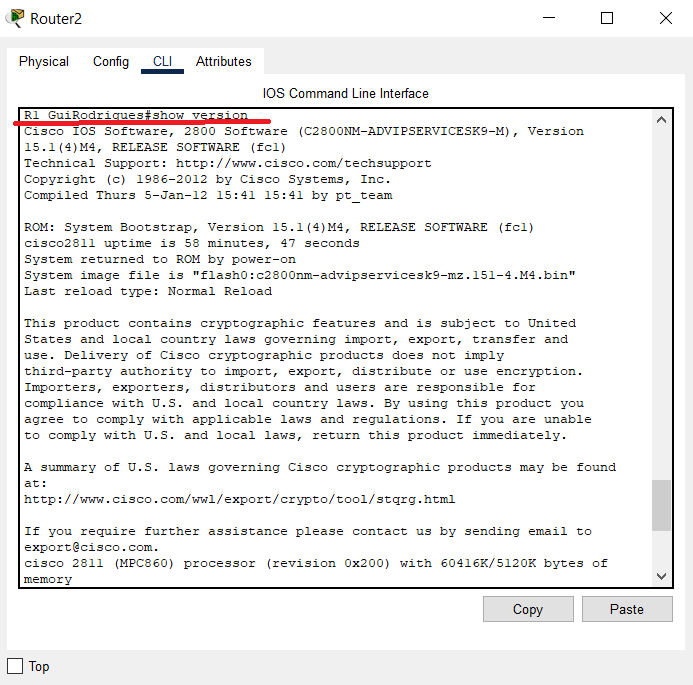 Router2
Physical Config CLI Attributes
IOS Command Line Interface
R1_GuiRodrigues#show version
Cisco IOS Software, 2800 Software (C2800NM-ADVIPSERVICESK9-M), Version
15.1(4)M4, RELEASE SOFTWARE (fc1)
Technical Support: http://www.cisco.com/techsupport
Copyright (c) 1986-2012 by Cisco Systems, Inc.
Compiled Thurs 5-Jan-12 15:41 15:41 by pt_team
ROM: System Bootstrap, Version 15.1(4)M4, RELEASE SOFTWARE (fc1)
cisco2811 uptime is 58 minutes, 47 seconds
System returned to ROM by power-on
System image file is "flash0:c2800nm-advipservicesk9-mz.151-4.M4.bin"
Last reload type: Normal Reload
This product contains cryptographic features and is subject to United
States and local country laws governing import, export, transfer and
use. Delivery of Cisco cryptographic products does not imply
third-party authority to import, export, distribute or use encryption.
Importers, exporters, distributors and users are responsible for
compliance with U.S. and local country laws. By using this product you
agree to comply with applicable laws and regulations. If you are unable
to comply with U.S. and local laws, return this product immediately.
A summary of U.S. laws governing Cisco cryptographic products may be found
at:
http://www.cisco.com/wwl/export/crypto/tool/stqrg.html
If you require further assistance please contact us by sending email to
export@cisco.com.
cisco 2811 (MPC860) processor (revision 0x200) with 60416K/5120K bytes of
memory
Copy Paste
Top